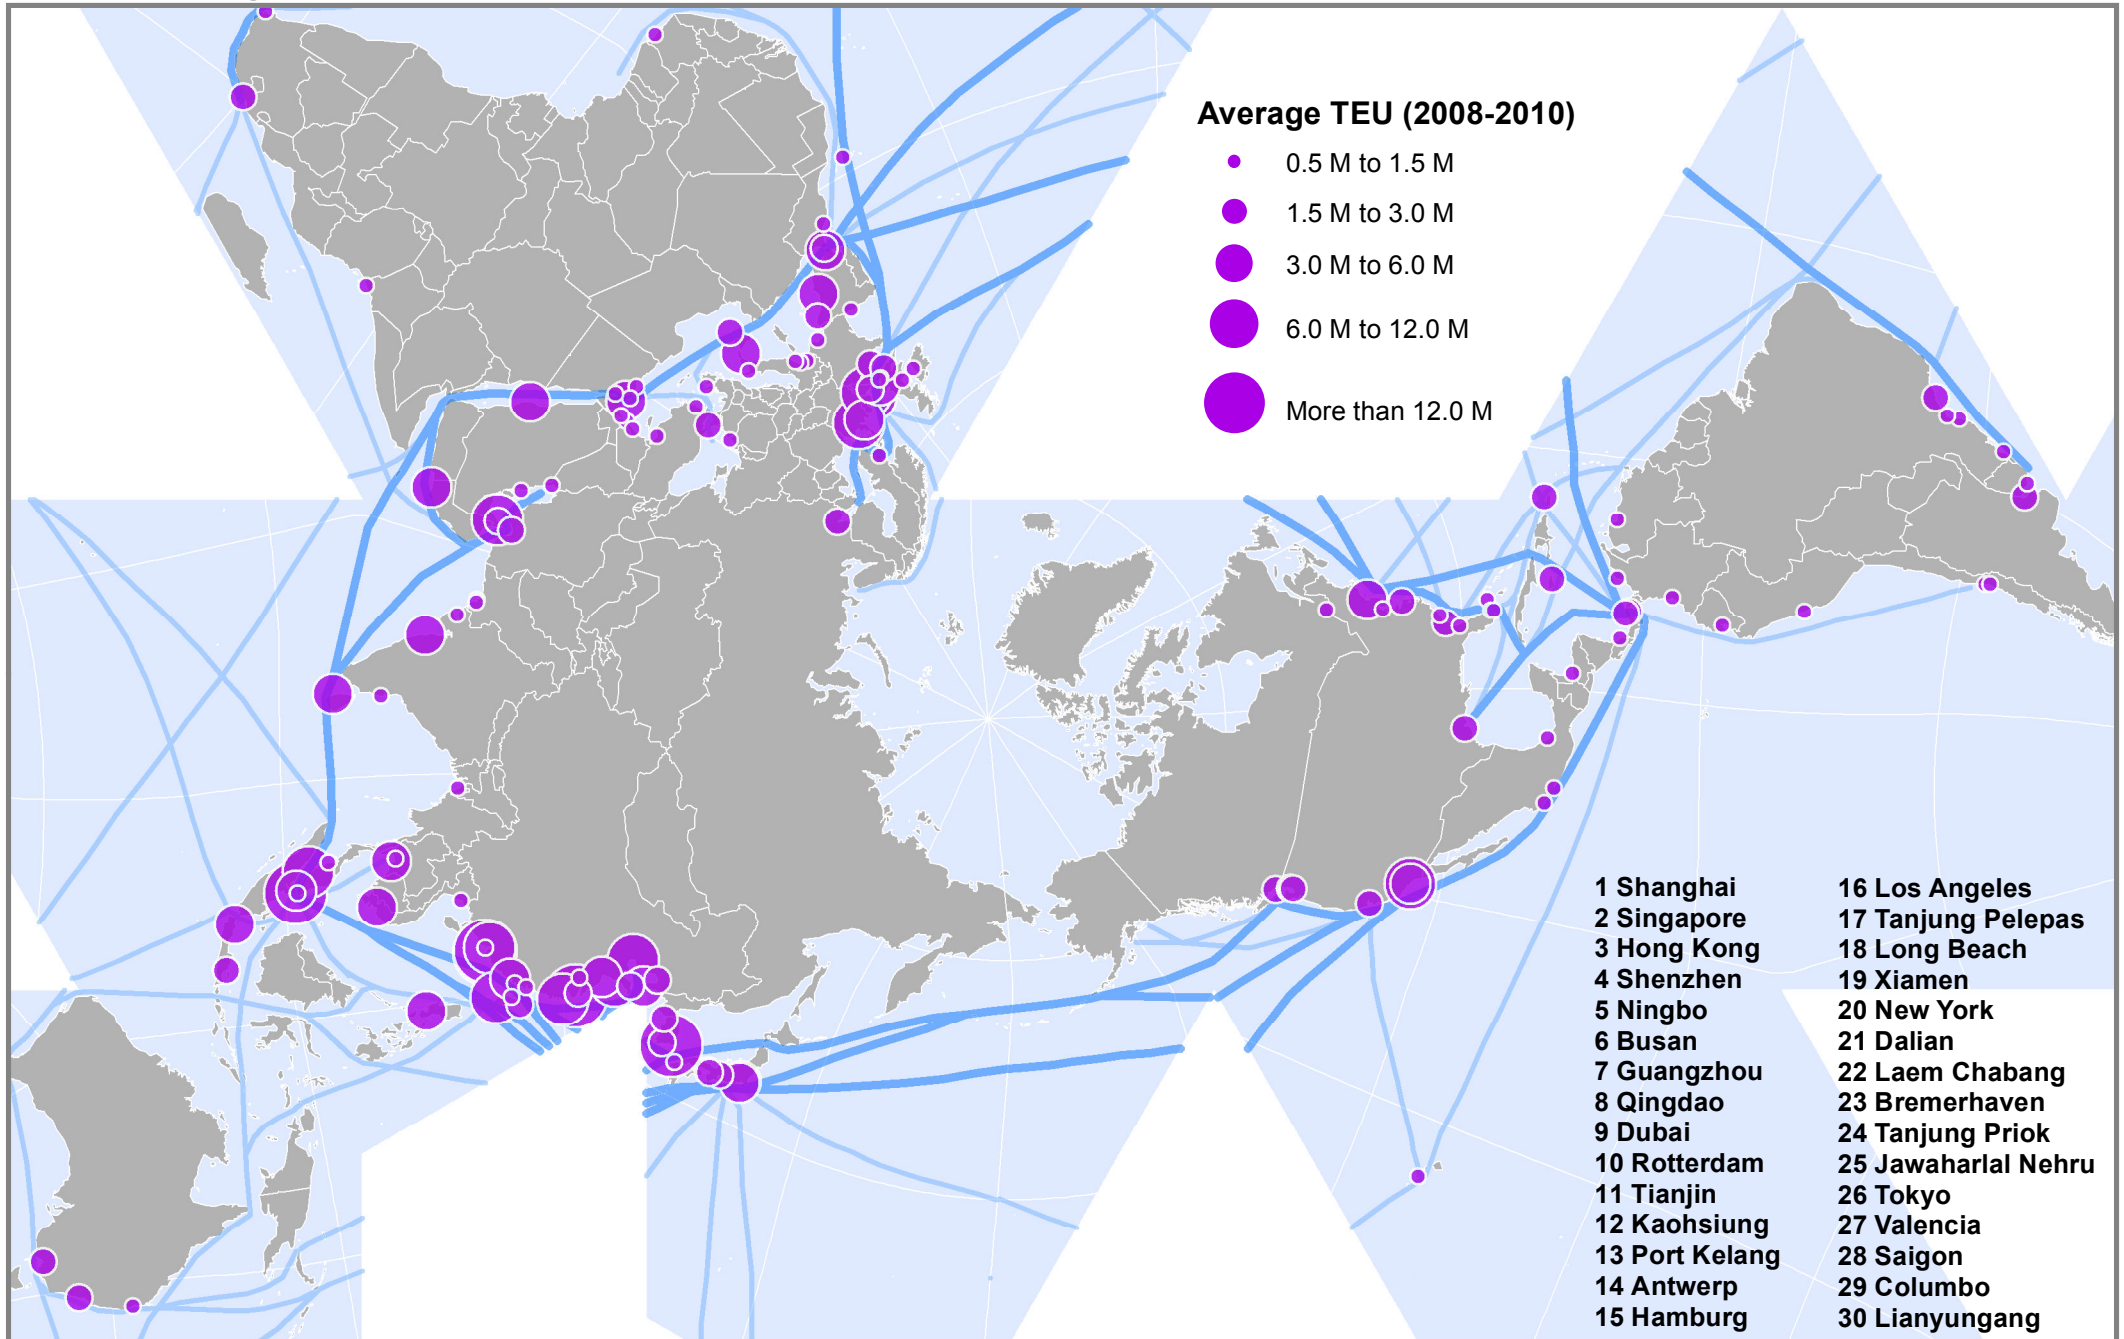 Average TEU (2008-2010)
0.5 M to 1.5 M
1.5 M to 3.0 M
3.0 M to 6.0 M
6.0 M to 12.0 M
More than 12.0 M
1 Shanghai
2 Singapore
3 Hong Kong
4 Shenzhen
5 Ningbo
6 Busan
7 Guangzhou
8 Qingdao
9 Dubai
10 Rotterdam
11 Tianjin
12 Kaohsiung
13 Port Kelang
14 Antwerp
15 Hamburg
16 Los Angeles
17 Tanjung Pelepas
18 Long Beach
19 Xiamen
20 New York
21 Dalian
22 Laem Chabang
23 Bremerhaven
24 Tanjung Priok
25 Jawaharlal Nehru
26 Tokyo
27 Valencia
28 Saigon
29 Columbo
30 Lianyungang